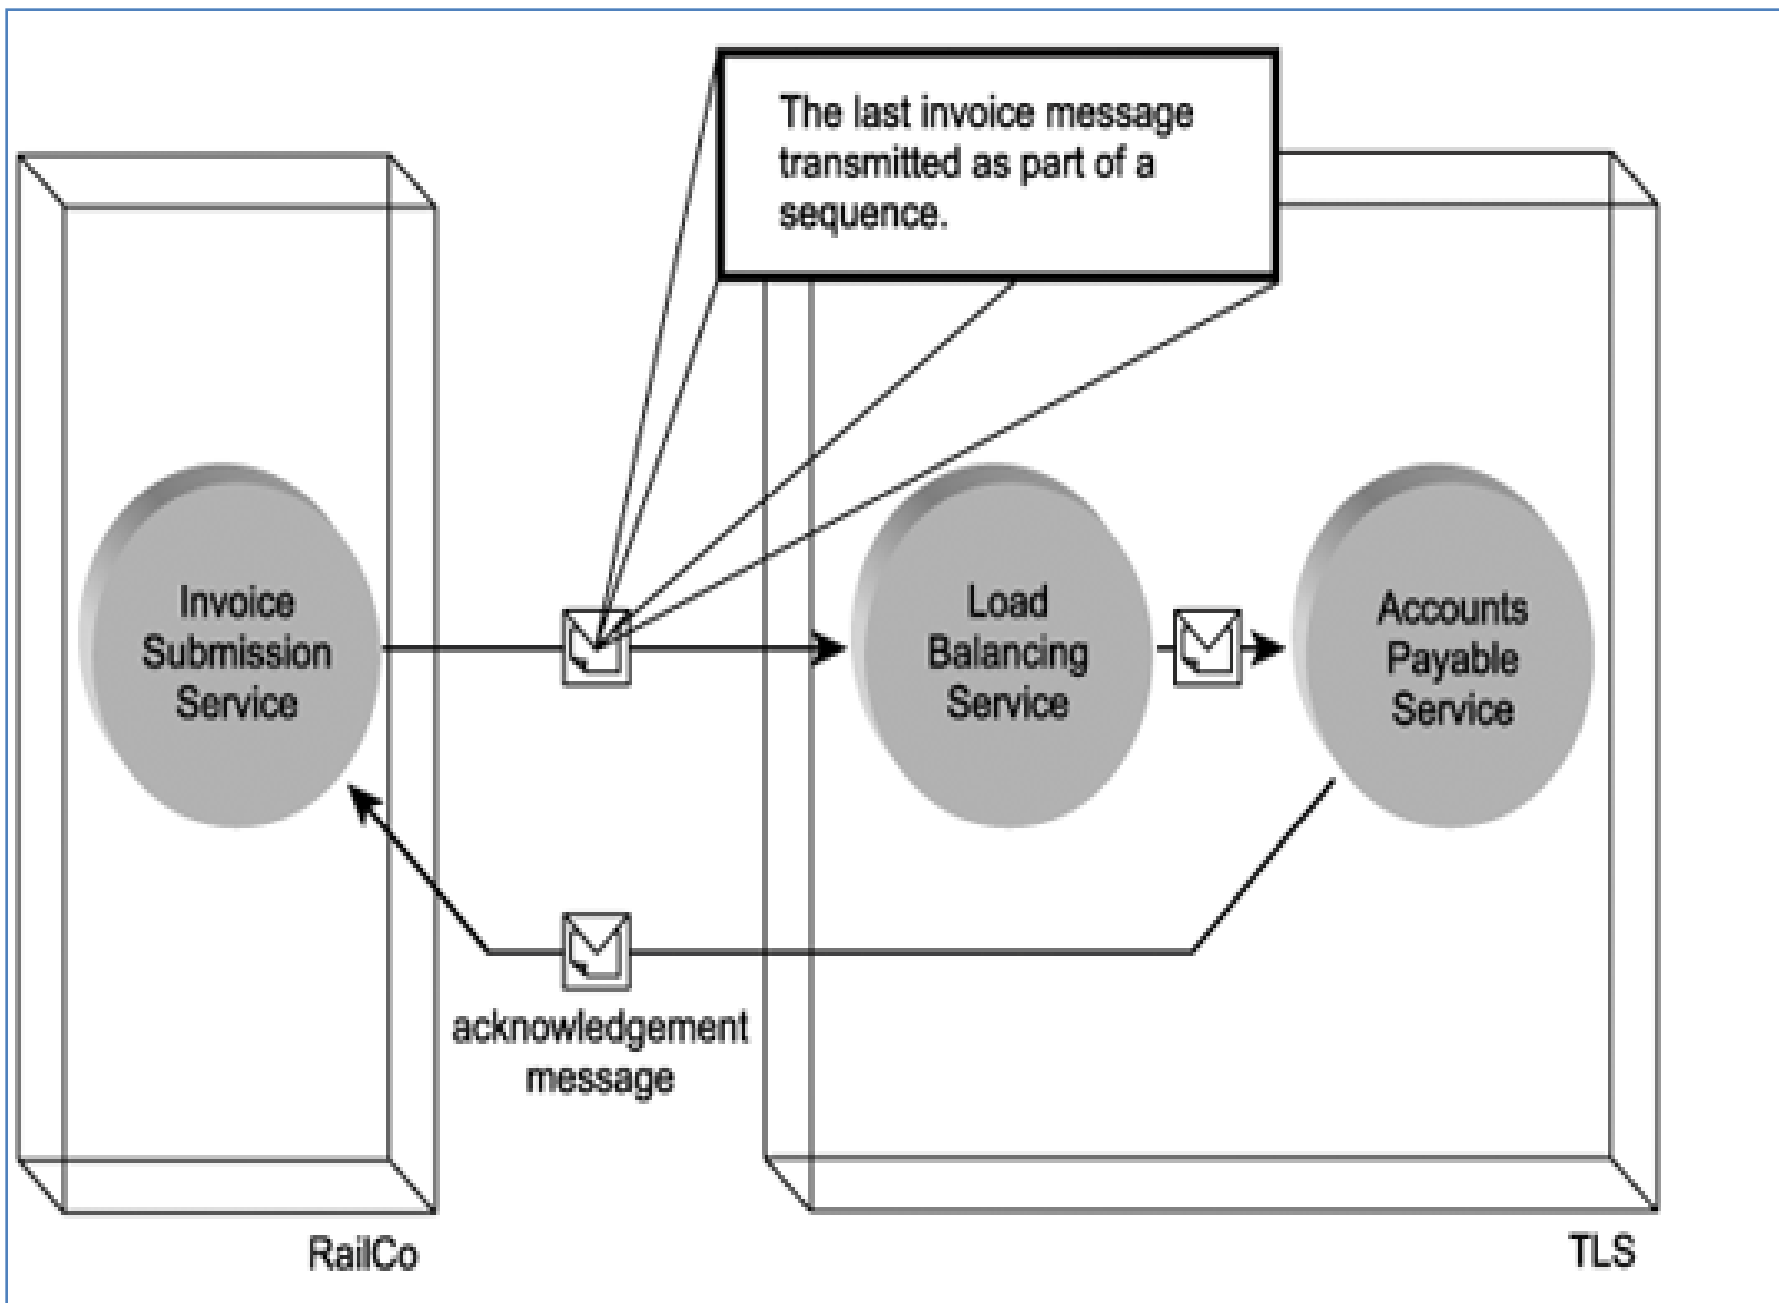 The last invoice message
transmitted as part of a
sequence.
Invoice
Submission
Service
Load
Balancing
Service
Accounts
Payable
Service
acknowledgement
message
RailCo
TLS